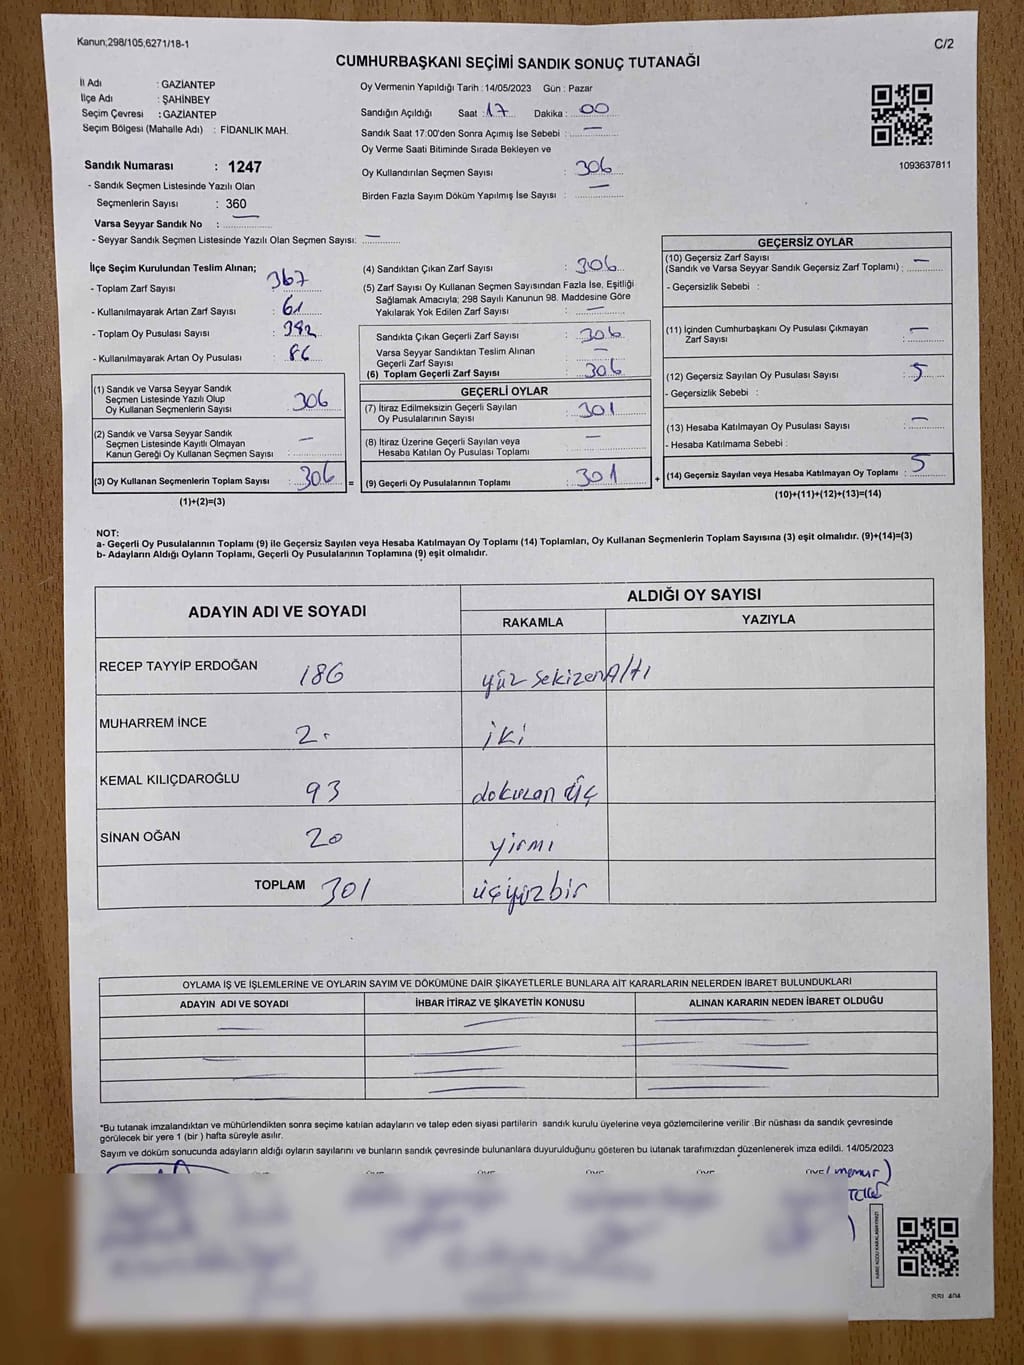 Kanun;298/105,6271/18-1
C/2
CUMHURBAŞKANI SEÇİMİ SANDIK SONUÇ TUTANAĞI
İl Adı : GAZİANTEP
İlçe Adı : ŞAHİNBEY
Seçim Çevresi : GAZİANTEP
Seçim Bölgesi (Mahalle Adı) : FİDANLIK MAH.
Oy Vermenin Yapıldığı Tarih : 14/05/2023 Gün : Pazar
Sandığın Açıldığı Saat : 17 Dakika : 00
Sandık Saat 17.00'den Sonra Açımış İse Sebebi : —
Oy Verme Saati Bitiminde Sırada Bekleyen ve
Oy Kullandırılan Seçmen Sayısı : 306
Birden Fazla Sayım Döküm Yapılmış İse Sayısı : —
1093637811
Sandık Numarası : 1247
- Sandık Seçmen Listesinde Yazılı Olan
Seçmenlerin Sayısı : 360
Varsa Seyyar Sandık No : —
- Seyyar Sandık Seçmen Listesinde Yazılı Olan Seçmen Sayısı: —
İlçe Seçim Kurulundan Teslim Alınan;
- Toplam Zarf Sayısı : 367
- Kullanılmayarak Artan Zarf Sayısı : 61
- Toplam Oy Pusulası Sayısı : 392
- Kullanılmayarak Artan Oy Pusulası : 86
(1) Sandık ve Varsa Seyyar Sandık
Seçmen Listesinde Yazılı Olup
Oy Kullanan Seçmenlerin Sayısı : 306
(2) Sandık ve Varsa Seyyar Sandık
Seçmen Listesinde Kayıtlı Olmayan
Kanun Gereği Oy Kullanan Seçmen Sayısı : —
(3) Oy Kullanan Seçmenlerin Toplam Sayısı : 306
(1)+(2)=(3)
(4) Sandıktan Çıkan Zarf Sayısı : 306
(5) Zarf Sayısı Oy Kullanan Seçmen Sayısından Fazla İse, Eşitliği
Sağlamak Amacıyla; 298 Sayılı Kanunun 98. Maddesine Göre
Yakılarak Yok Edilen Zarf Sayısı : —
Sandıkta Çıkan Geçerli Zarf Sayısı : 306
Varsa Seyyar Sandıktan Teslim Alınan
Geçerli Zarf Sayısı : —
(6) Toplam Geçerli Zarf Sayısı : 306
GEÇERLİ OYLAR
(7) İtiraz Edilmeksizin Geçerli Sayılan
Oy Pusulalarının Sayısı : 301
(8) İtiraz Üzerine Geçerli Sayılan veya
Hesaba Katılan Oy Pusulası Toplamı : —
= (9) Geçerli Oy Pusulalarının Toplamı : 301 +
GEÇERSİZ OYLAR
(10) Geçersiz Zarf Sayısı
(Sandık ve Varsa Seyyar Sandık Geçersiz Zarf Toplamı) : —
- Geçersizlik Sebebi :
(11) İçinden Cumhurbaşkanı Oy Pusulası Çıkmayan
Zarf Sayısı : —
(12) Geçersiz Sayılan Oy Pusulası Sayısı : 5
- Geçersizlik Sebebi :
(13) Hesaba Katılmayan Oy Pusulası Sayısı : —
- Hesaba Katılmama Sebebi :
(14) Geçersiz Sayılan veya Hesaba Katılmayan Oy Toplamı : 5
(10)+(11)+(12)+(13)=(14)
NOT:
a- Geçerli Oy Pusulalarının Toplamı (9) ile Geçersiz Sayılan veya Hesaba Katılmayan Oy Toplamı (14) Toplamları, Oy Kullanan Seçmenlerin Toplam Sayısına (3) eşit olmalıdır. (9)+(14)=(3)
b- Adayların Aldığı Oyların Toplamı, Geçerli Oy Pusulalarının Toplamına (9) eşit olmalıdır.
ADAYIN ADI VE SOYADI
ALDIĞI OY SAYISI
RAKAMLA YAZIYLA
RECEP TAYYİP ERDOĞAN 186 yüz sekizenAltı
MUHARREM İNCE 2. iki
KEMAL KILIÇDAROĞLU 93 doksan üç
SİNAN OĞAN 20 yirmi
TOPLAM 301 üçyüzbir
OYLAMA İŞ VE İŞLEMLERİNE VE OYLARIN SAYIM VE DÖKÜMÜNE DAİR ŞİKAYETLERLE BUNLARA AİT KARARLARIN NELERDEN İBARET BULUNDUKLARI
ADAYIN ADI VE SOYADI İHBAR İTİRAZ VE ŞİKAYETİN KONUSU ALINAN KARARIN NEDEN İBARET OLDUĞU
*Bu tutanak imzalandıktan ve mühürlendikten sonra seçime katılan adayların ve talep eden siyasi partilerin sandık kurulu üyelerine veya gözlemcilerine verilir .Bir nüshası da sandık çevresinde
görülecek bir yere 1 (bir ) hafta süreyle asılır.
Sayım ve döküm sonucunda adayların aldığı oyların sayılarını ve bunların sandık çevresinde bulunanlara duyurulduğunu gösteren bu tutanak tarafımızdan düzenlenerek imza edildi. 14/05/2023
memur)